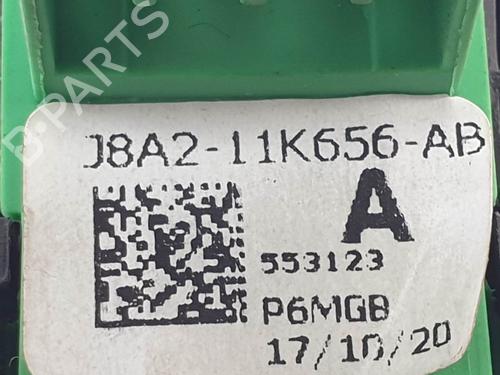 J8A2-11K656-AB
A
553123
P6MGB
17/10/20
B-PARTS